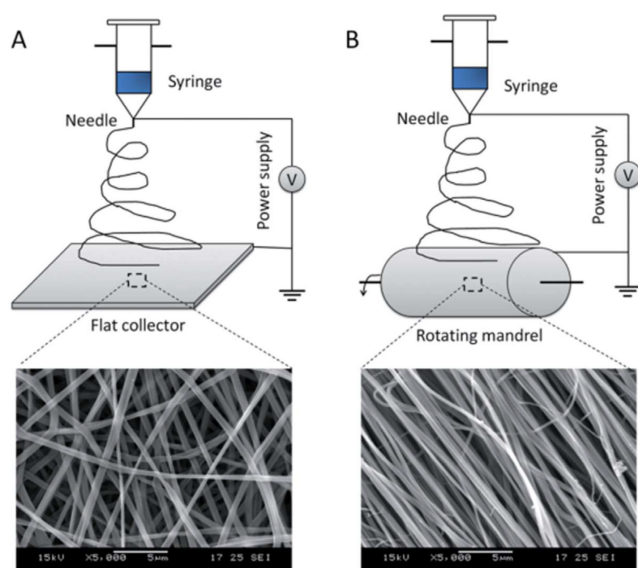 A
Syringe
Needle
Power supply
V
Flat collector
15kV X5,000 5µm 17 25 SEI
B
Syringe
Needle
Power supply
V
Rotating mandrel
15kV X5,000 5µm 17 25 SEI